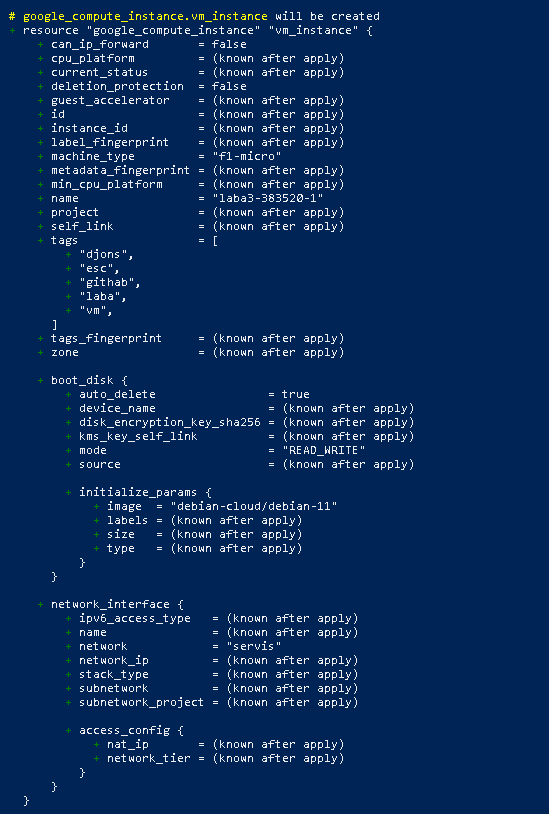 # google_compute_instance.vm_instance will be created
+ resource "google_compute_instance" "vm_instance" {
+ can_ip_forward = false
+ cpu_platform = (known after apply)
+ current_status = (known after apply)
+ deletion_protection = false
+ guest_accelerator = (known after apply)
+ id = (known after apply)
+ instance_id = (known after apply)
+ label_fingerprint = (known after apply)
+ machine_type = "f1-micro"
+ metadata_fingerprint = (known after apply)
+ min_cpu_platform = (known after apply)
+ name = "laba3-383520-1"
+ project = (known after apply)
+ self_link = (known after apply)
+ tags = [
+ "djons",
+ "esc",
+ "githab",
+ "laba",
+ "vm",
]
+ tags_fingerprint = (known after apply)
+ zone = (known after apply)
+ boot_disk {
+ auto_delete = true
+ device_name = (known after apply)
+ disk_encryption_key_sha256 = (known after apply)
+ kms_key_self_link = (known after apply)
+ mode = "READ_WRITE"
+ source = (known after apply)
+ initialize_params {
+ image = "debian-cloud/debian-11"
+ labels = (known after apply)
+ size = (known after apply)
+ type = (known after apply)
}
}
+ network_interface {
+ ipv6_access_type = (known after apply)
+ name = (known after apply)
+ network = "servis"
+ network_ip = (known after apply)
+ stack_type = (known after apply)
+ subnetwork = (known after apply)
+ subnetwork_project = (known after apply)
+ access_config {
+ nat_ip = (known after apply)
+ network_tier = (known after apply)
}
}
}